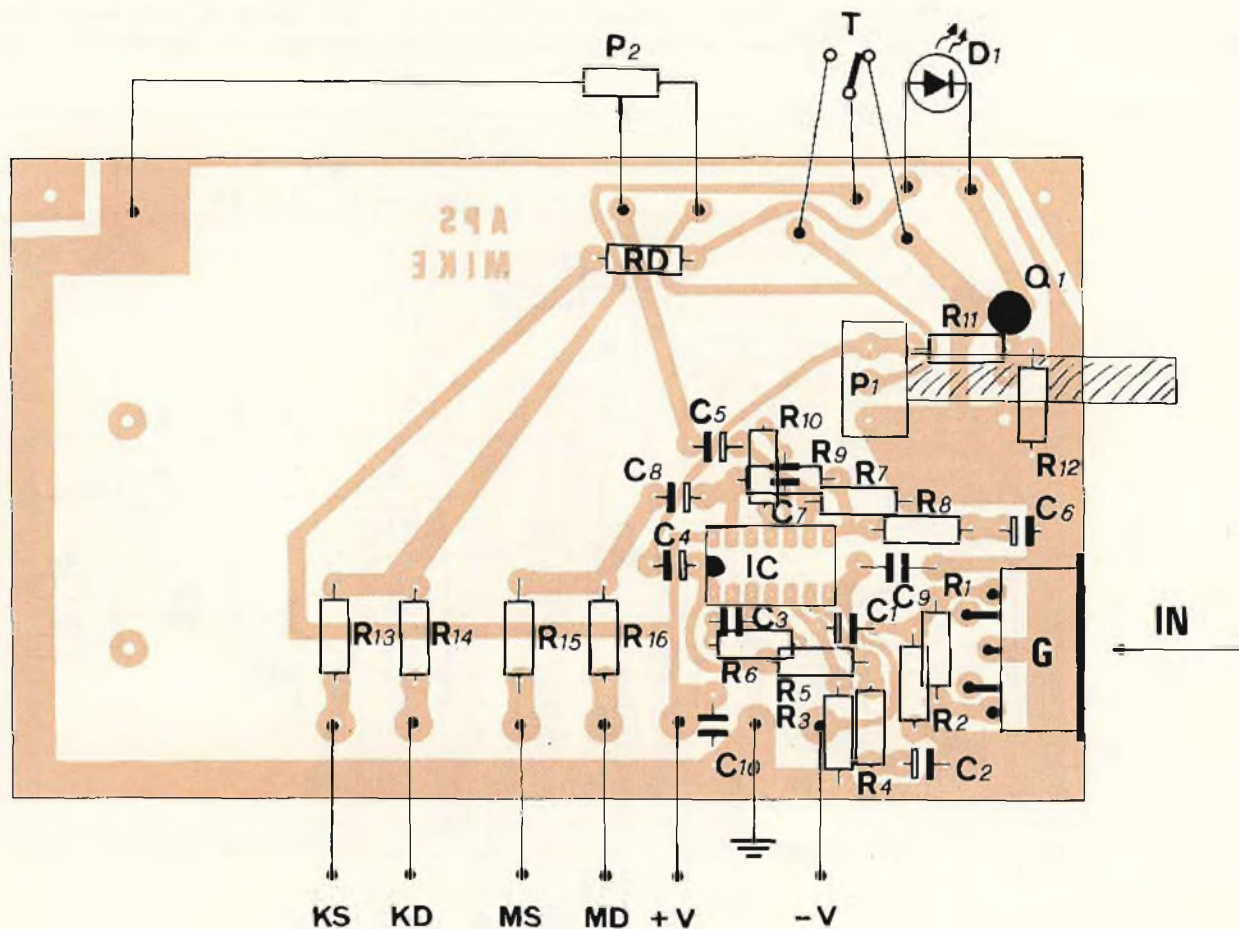 T
P2
D1
APS
MIKE
RD
Q1
R11
P1
C5
R10
R9
R12
C8
R7
R8
C6
C7
C4
IC
R1
C9
C3
C1
IN
G
R13
R14
R15
R16
R6
R5
R3
R2
C10
R4
C2
KS KD MS MD +V -V